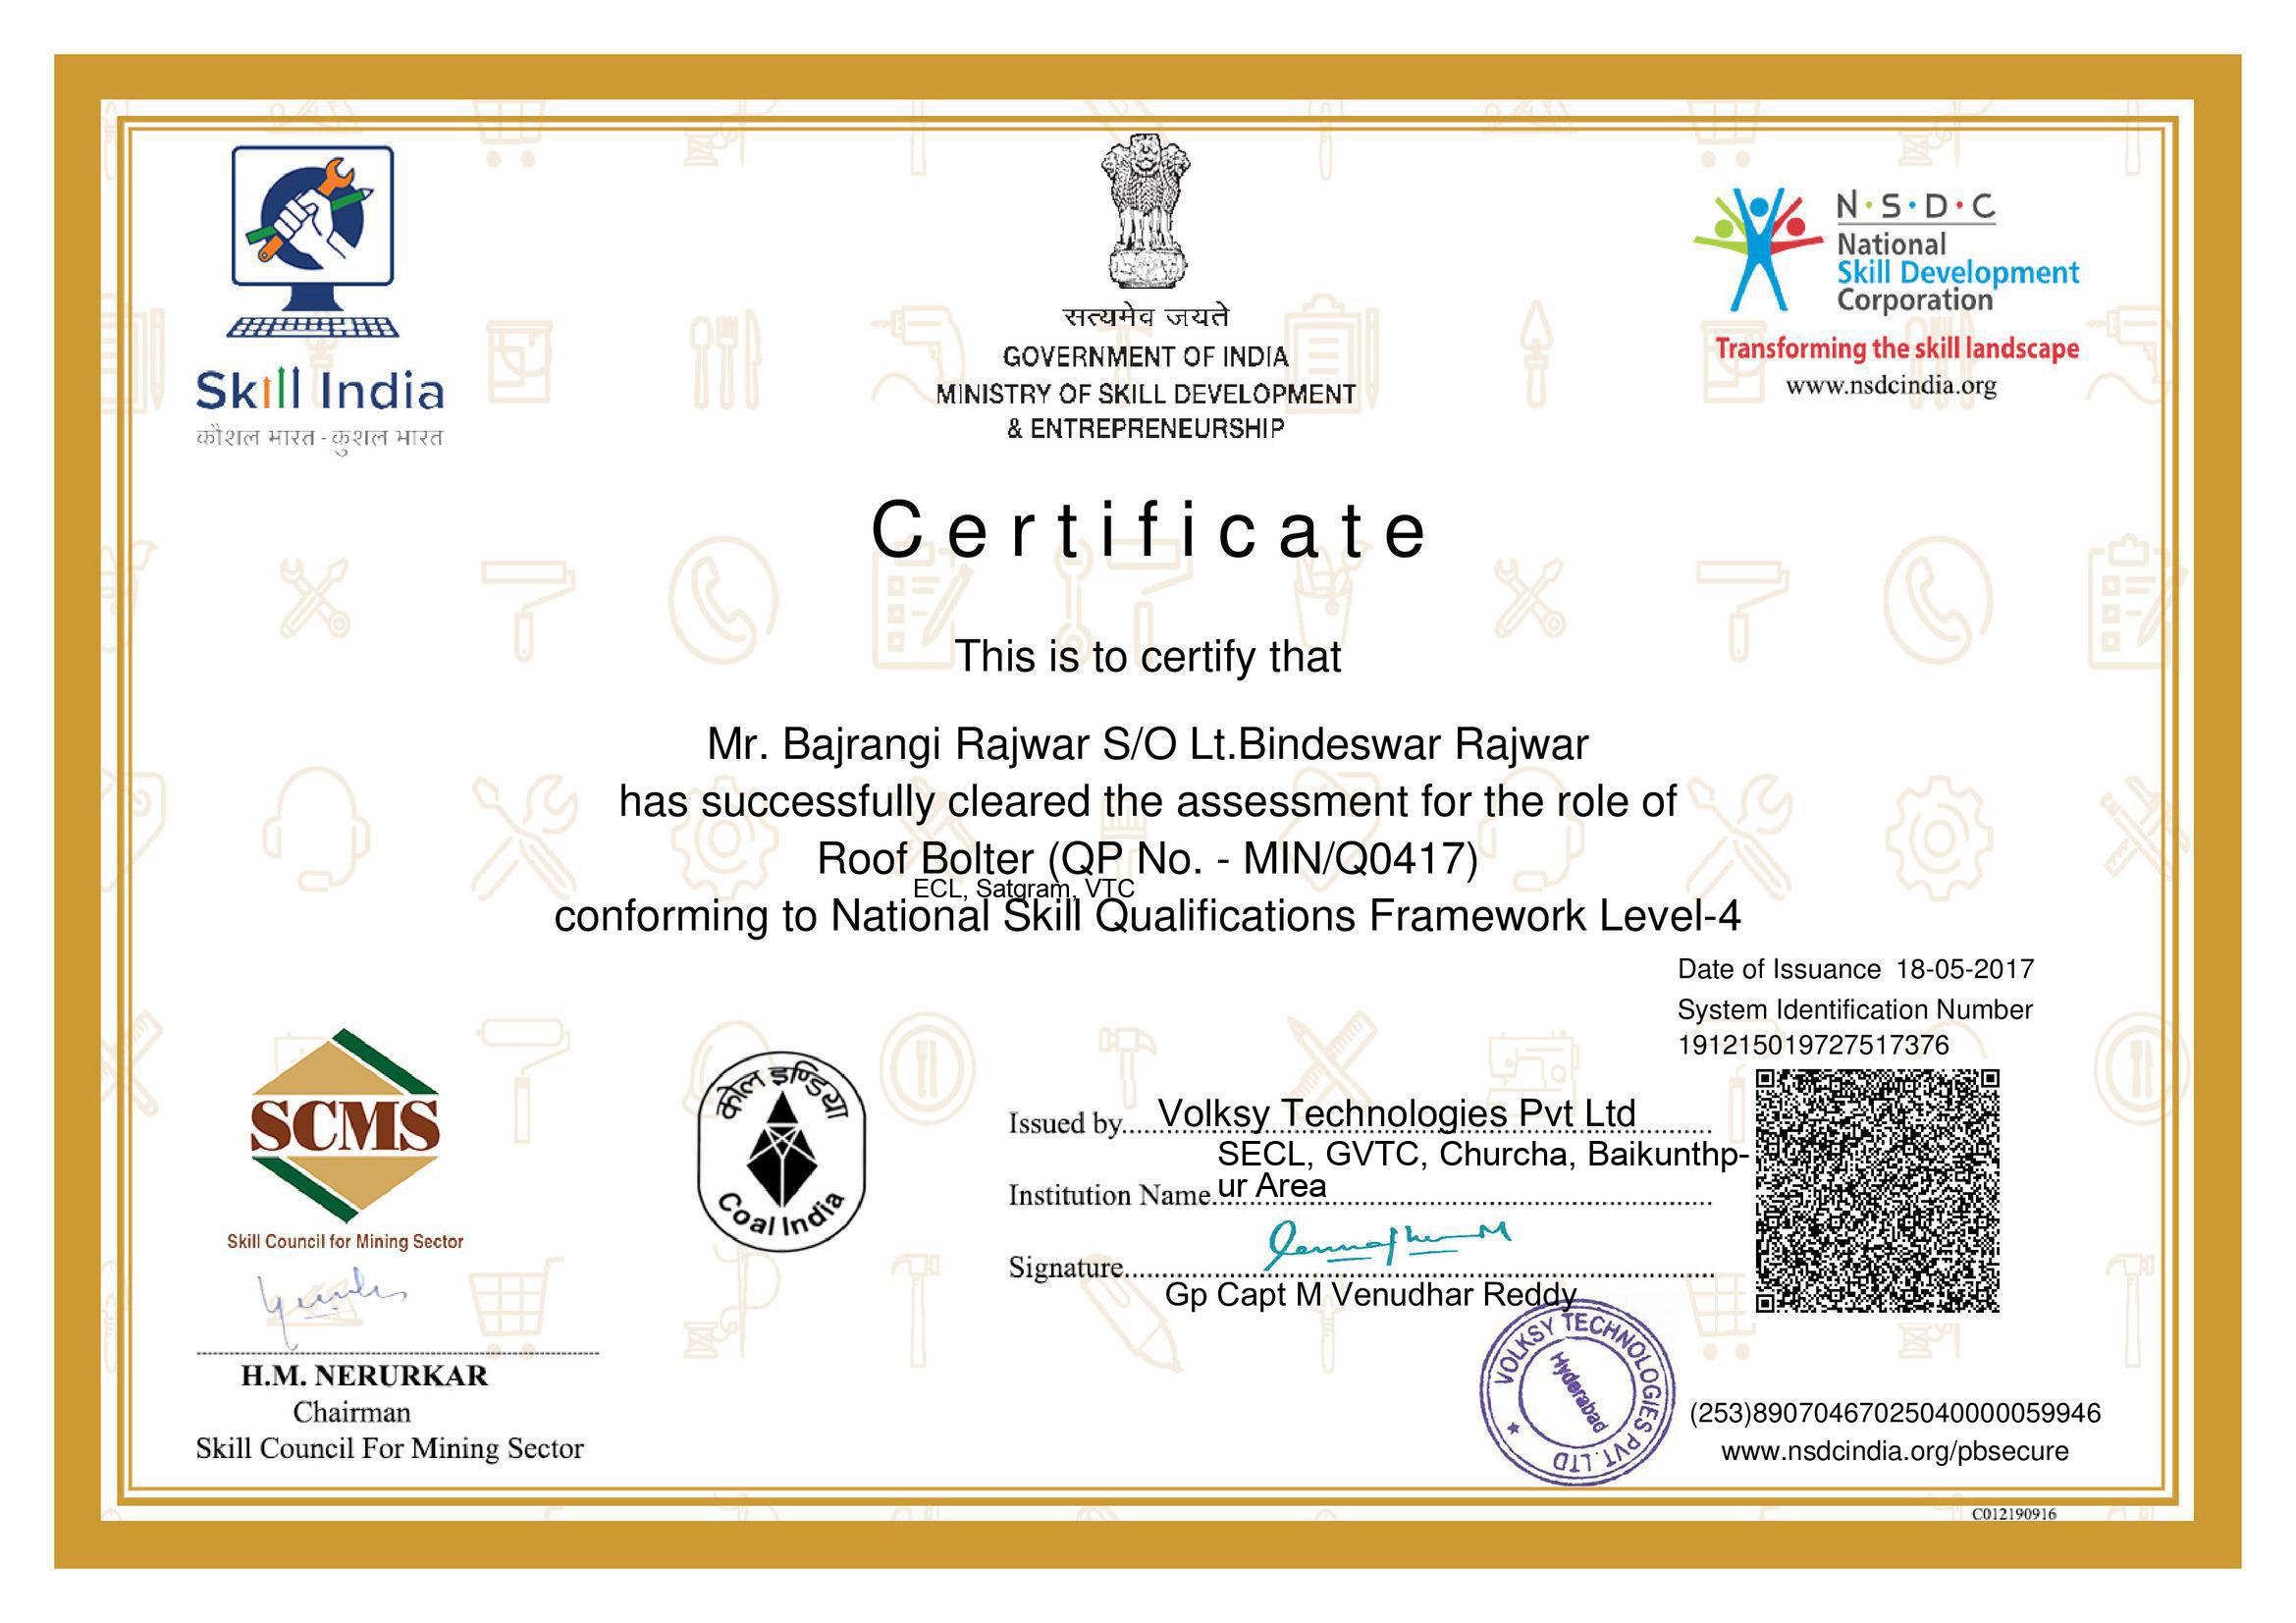 Skill India
कौशल भारत - कुशल भारत
सत्यमेव जयते
GOVERNMENT OF INDIA
MINISTRY OF SKILL DEVELOPMENT
& ENTREPRENEURSHIP
N·S·D·C
National
Skill Development
Corporation
Transforming the skill landscape
www.nsdcindia.org
Certificate
This is to certify that
Mr. Bajrangi Rajwar S/O Lt.Bindeswar Rajwar
has successfully cleared the assessment for the role of
Roof Bolter (QP No. - MIN/Q0417)
ECL, Satgram, VTC
conforming to National Skill Qualifications Framework Level-4
Date of Issuance 18-05-2017
System Identification Number
191215019727517376
SCMS
Skill Council for Mining Sector
H.M. NERURKAR
Chairman
Skill Council For Mining Sector
कोल इण्डिया
Coal India
Issued by Volksy Technologies Pvt Ltd
SECL, GVTC, Churcha, Baikunthp-
Institution Name ur Area
Signature
Gp Capt M Venudhar Reddy
VOLKSY TECHNOLOGIES PVT. LTD
Hyderabad
(253)89070467025040000059946
www.nsdcindia.org/pbsecure
C012190916